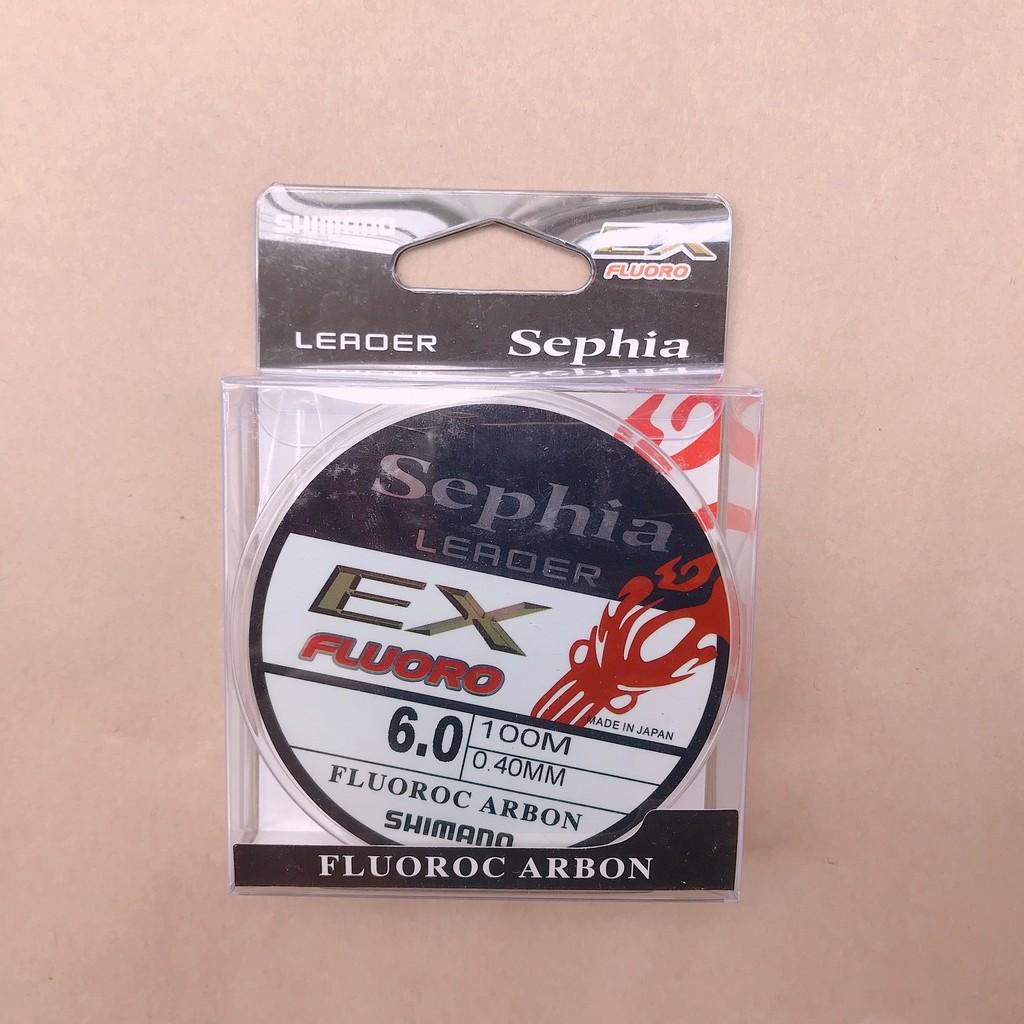 SHIMANO
EX
FLUORO
LEADER
Sephia
Sephia
LEADER
EX
FLUORO
MADE IN JAPAN
6.0
100M
0.40MM
FLUOROC ARBON
SHIMANO
FLUOROC ARBON